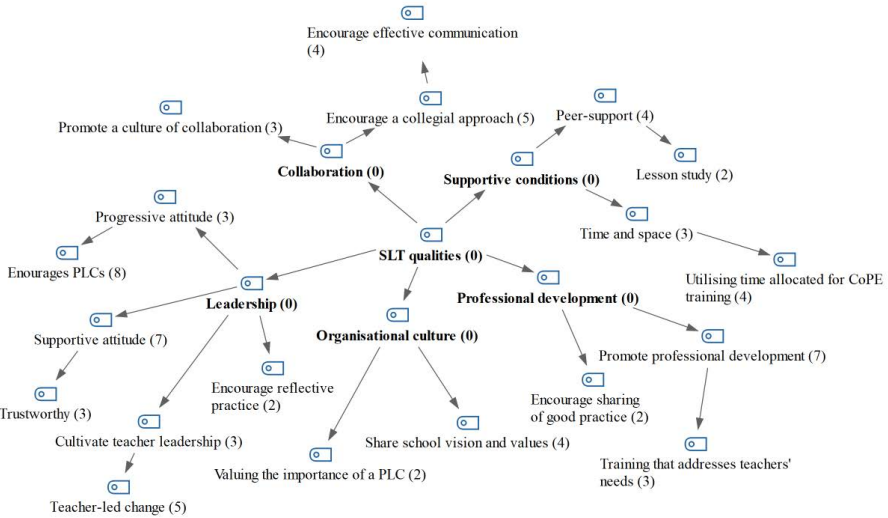 Encourage effective communication
(4)
Encourage a collegial approach (5)
Peer-support (4)
Promote a culture of collaboration (3)
Collaboration (0)
Supportive conditions (0)
Lesson study (2)
Progressive attitude (3)
Time and space (3)
Enourages PLCs (8)
SLT qualities (0)
Utilising time allocated for CoPE
training (4)
Leadership (0)
Professional development (0)
Supportive attitude (7)
Organisational culture (0)
Promote professional development (7)
Encourage reflective
practice (2)
Encourage sharing
of good practice (2)
Trustworthy (3)
Cultivate teacher leadership (3)
Share school vision and values (4)
Valuing the importance of a PLC (2)
Training that addresses teachers'
needs (3)
Teacher-led change (5)